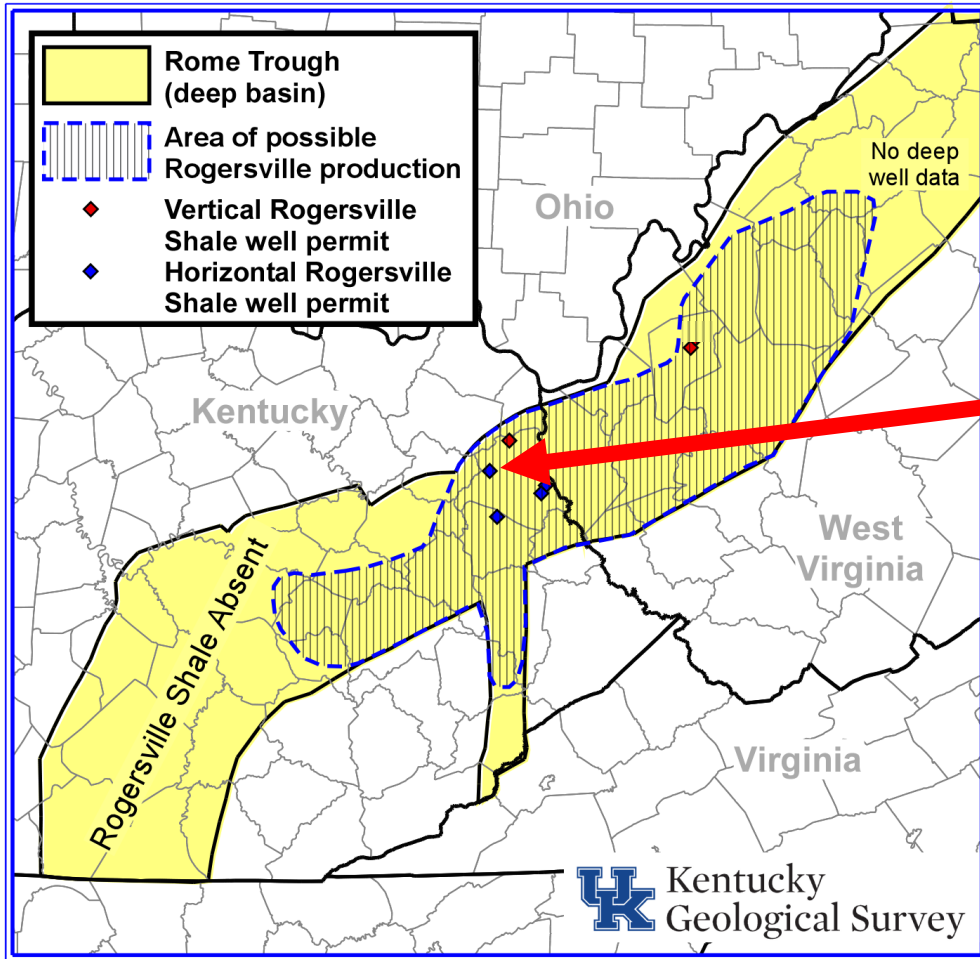 Rome Trough
(deep basin)
Area of possible
Rogersville production
Vertical Rogersville
Shale well permit
Horizontal Rogersville
Shale well permit
No deep
well data
Ohio
Kentucky
West
Virginia
Rogersville Shale Absent
Virginia
UK
Kentucky
Geological Survey